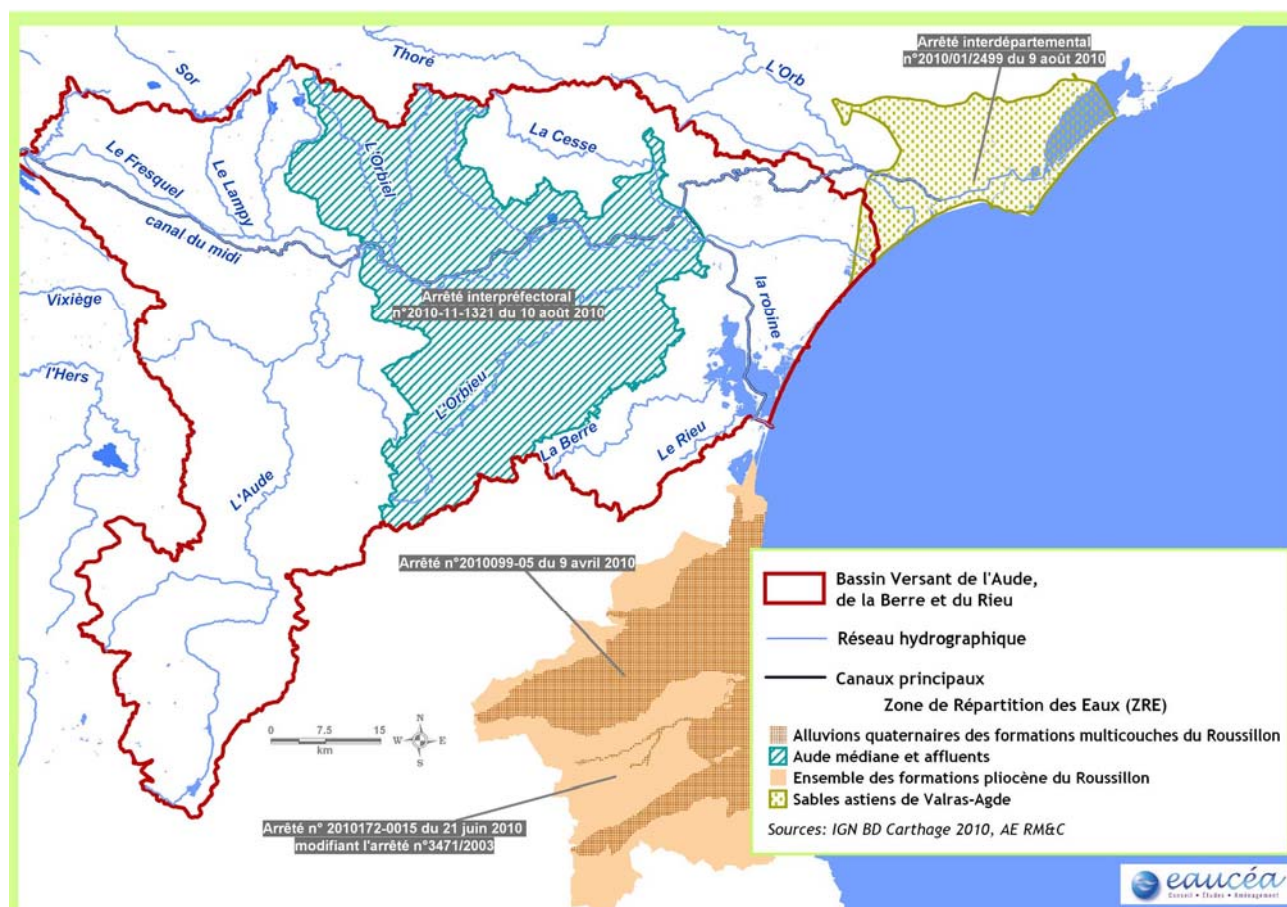 Arrêté interdépartemental
n°2010/01/2499 du 9 août 2010
Thoré
L'Orb
Sor
La Cesse
L'Orbiel
Le Fresquel
Le Lampy
canal du midi
Arrêté interpréfectoral
n°2010-11-1321 du 10 août 2010
la robine
Vixiège
l'Hers
L'Orbieu
La Berre
Le Rieu
L'Aude
Arrêté n°2010099-05 du 9 avril 2010
0 7.5 15
km
N
W E
S
Arrêté n° 2010172-0015 du 21 juin 2010
modifiant l'arrêté n°3471/2003
Bassin Versant de l'Aude,
de la Berre et du Rieu
Réseau hydrographique
Canaux principaux
Zone de Répartition des Eaux (ZRE)
Alluvions quaternaires des formations multicouches du Roussillon
Aude médiane et affluents
Ensemble des formations pliocène du Roussillon
Sables astiens de Valras-Agde
Sources: IGN BD Carthage 2010, AE RM&C
eaucéa
Conseil • Études • Aménagement